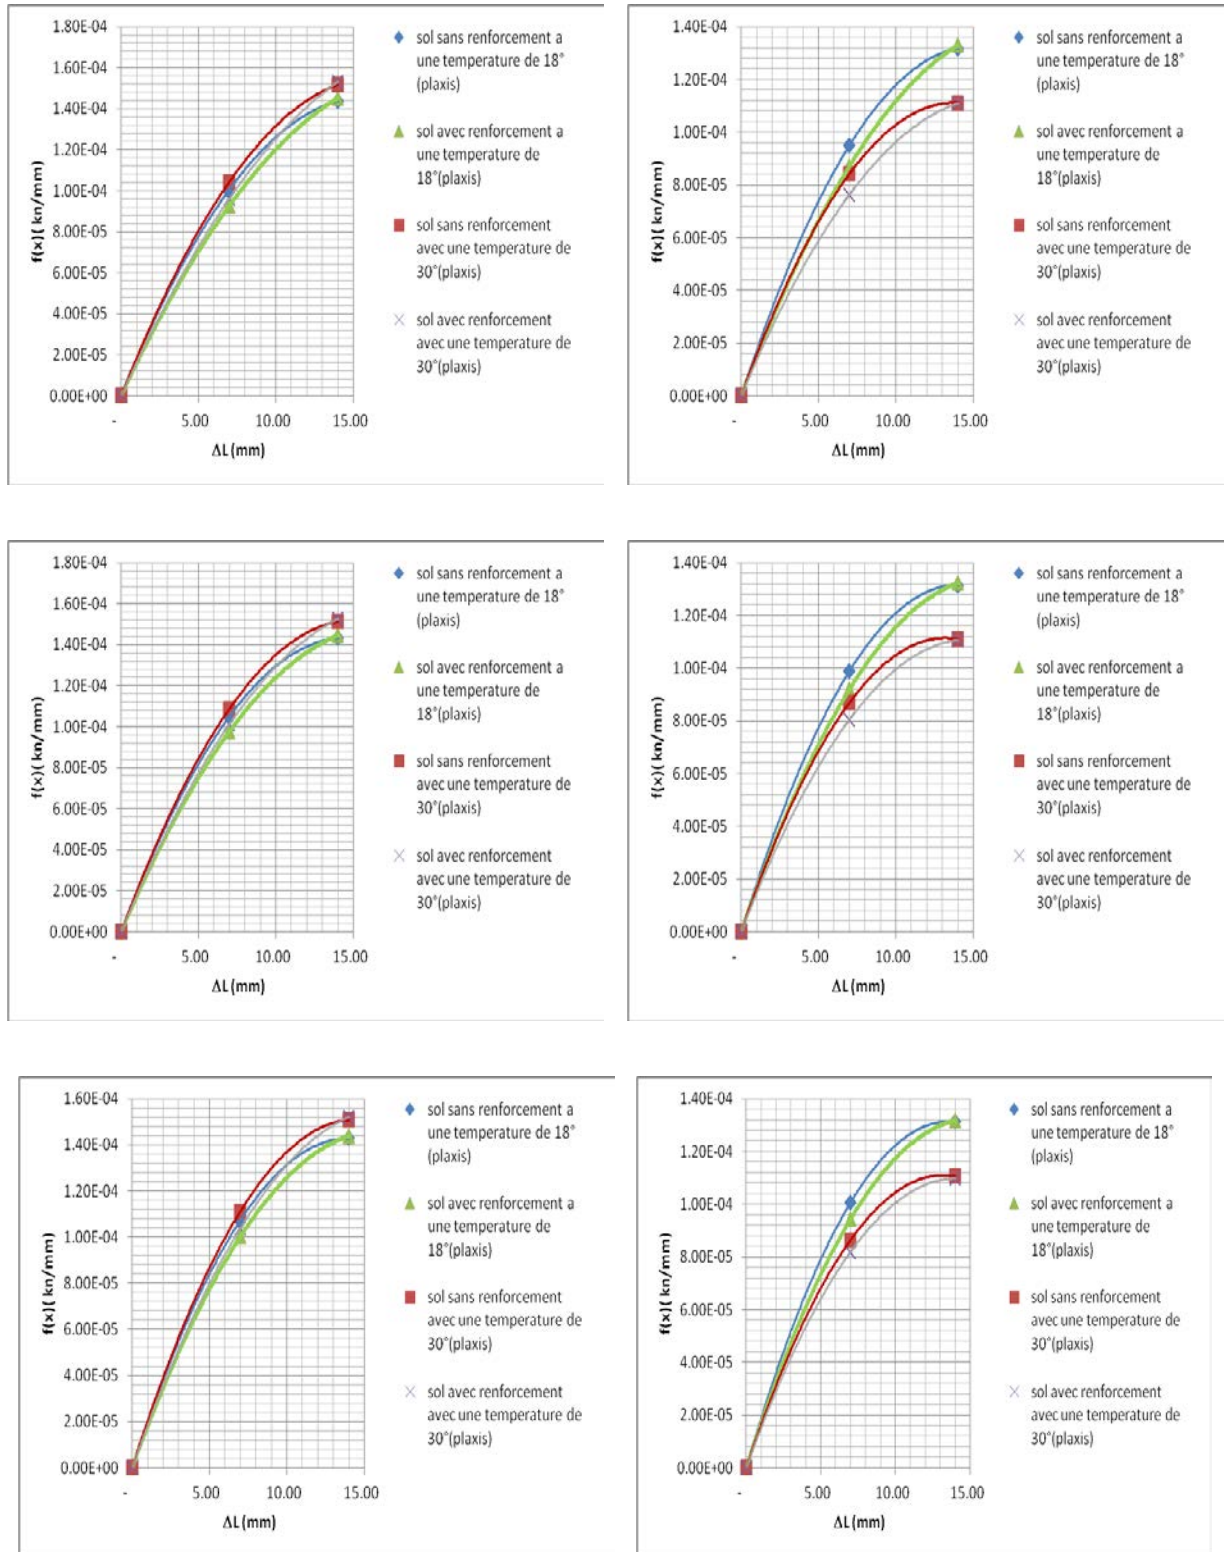 1.80E-04
1.60E-04
1.40E-04
1.20E-04
1.00E-04
8.00E-05
6.00E-05
4.00E-05
2.00E-05
0.00E+00
f(x)( kn/mm)
-
5.00
10.00
15.00
ΔL (mm)
sol sans renforcement a
une temperature de 18°
(plaxis)
sol avec renforcement a
une temperature de
18°(plaxis)
sol sans renforcement
avec une temperature de
30°(plaxis)
sol avec renforcement
avec une temperature de
30°(plaxis)
1.40E-04
1.20E-04
1.00E-04
8.00E-05
6.00E-05
4.00E-05
2.00E-05
0.00E+00
f(x)( kn/mm)
-
5.00
10.00
15.00
ΔL (mm)
sol sans renforcement a
une temperature de 18°
(plaxis)
sol avec renforcement a
une temperature de
18°(plaxis)
sol sans renforcement
avec une temperature de
30°(plaxis)
sol avec renforcement
avec une temperature de
30°(plaxis)
1.80E-04
1.60E-04
1.40E-04
1.20E-04
1.00E-04
8.00E-05
6.00E-05
4.00E-05
2.00E-05
0.00E+00
f(x)( kn/mm)
-
5.00
10.00
15.00
ΔL (mm)
sol sans renforcement a
une temperature de 18°
(plaxis)
sol avec renforcement a
une temperature de
18°(plaxis)
sol sans renforcement
avec une temperature de
30°(plaxis)
sol avec renforcement
avec une temperature de
30°(plaxis)
1.40E-04
1.20E-04
1.00E-04
8.00E-05
6.00E-05
4.00E-05
2.00E-05
0.00E+00
f(x)( kn/mm)
-
5.00
10.00
15.00
ΔL (mm)
sol sans renforcement a
une temperature de 18°
(plaxis)
sol avec renforcement a
une temperature de
18°(plaxis)
sol sans renforcement
avec une temperature de
30°(plaxis)
sol avec renforcement
avec une temperature de
30°(plaxis)
1.60E-04
1.40E-04
1.20E-04
1.00E-04
8.00E-05
6.00E-05
4.00E-05
2.00E-05
0.00E+00
f(x)( kn/mm)
-
5.00
10.00
15.00
ΔL (mm)
sol sans renforcement a
une temperature de 18°
(plaxis)
sol avec renforcement a
une temperature de
18°(plaxis)
sol sans renforcement
avec une temperature de
30°(plaxis)
sol avec renforcement
avec une temperature de
30°(plaxis)
1.40E-04
1.20E-04
1.00E-04
8.00E-05
6.00E-05
4.00E-05
2.00E-05
0.00E+00
f(x)( kn/mm)
-
5.00
10.00
15.00
ΔL (mm)
sol sans renforcement a
une temperature de 18°
(plaxis)
sol avec renforcement a
une temperature de
18°(plaxis)
sol sans renforcement
avec une temperature de
30°(plaxis)
sol avec renforcement
avec une temperature de
30°(plaxis)